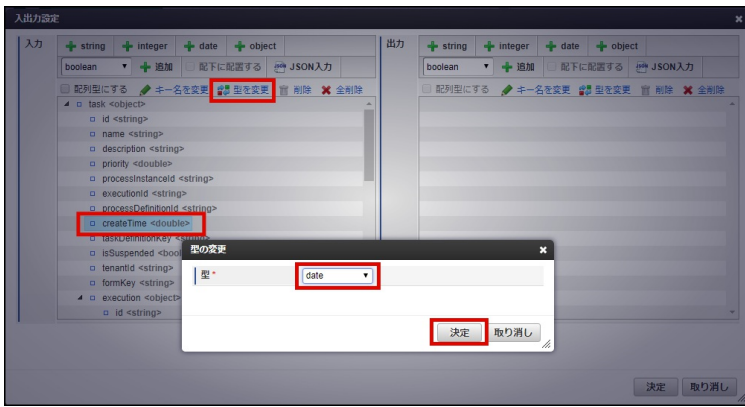 入出力設定
入力
string integer date object
boolean 追加 配下に配置する JSON入力
配列型にする キー名を変更 型を変更 削除 全削除
task <object>
id <string>
name <string>
description <string>
priority <double>
processInstanceId <string>
executionId <string>
processDefinitionId <string>
createTime <double>
taskDefinitionKey <string>
isSuspended <bool
tenantId <string>
formKey <string>
execution <object>
id <string>
出力
string integer date object
boolean 追加 配下に配置する JSON入力
配列型にする キー名を変更 型を変更 削除 全削除
型の変更
型 * date
決定 取り消し
決定 取り消し